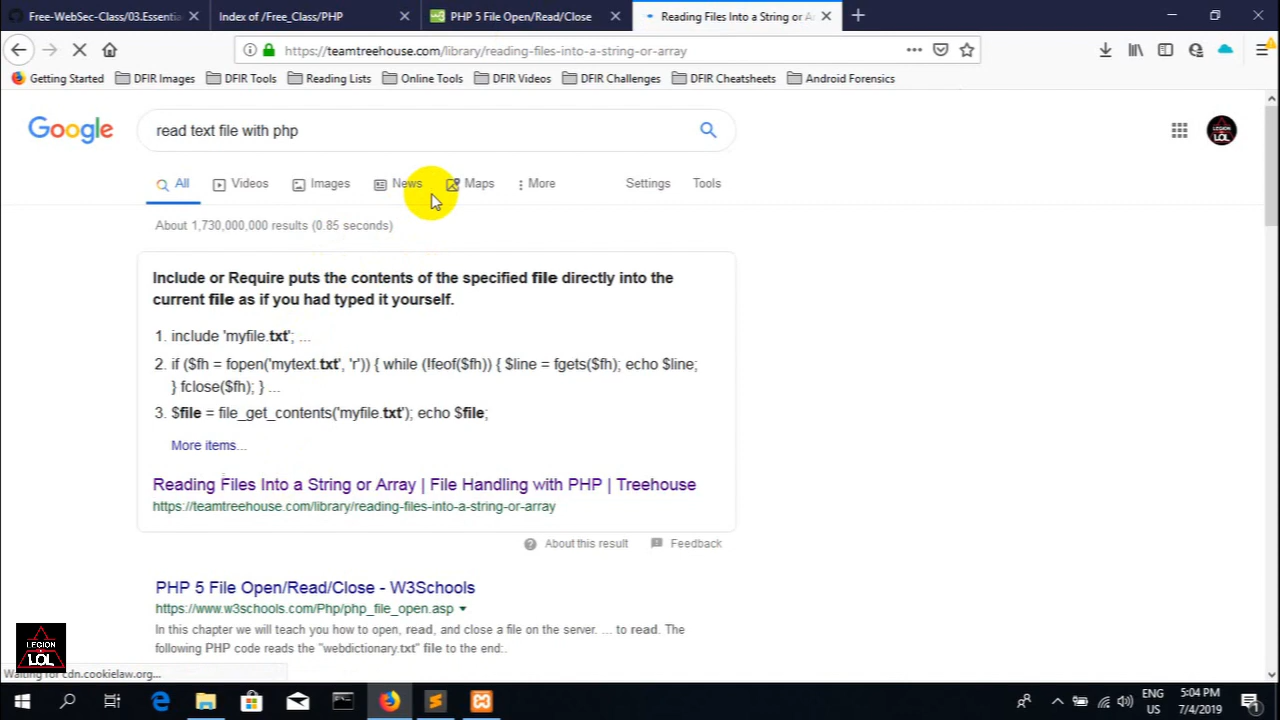 Free-WebSec-Class/03.Essentia
Index of /Free_Class/PHP
PHP 5 File Open/Read/Close
Reading Files Into a String or Ar
https://teamtreehouse.com/library/reading-files-into-a-string-or-array
Getting Started
DFIR Images
DFIR Tools
Reading Lists
Online Tools
DFIR Videos
DFIR Challenges
DFIR Cheatsheets
Android Forensics
Google
read text file with php
All
Videos
Images
News
Maps
More
Settings
Tools
About 1,730,000,000 results (0.85 seconds)
Include or Require puts the contents of the specified file directly into the
current file as if you had typed it yourself.
1. include 'myfile.txt'; ...
2. if ($fh = fopen('mytext.txt', 'r')) { while (!feof($fh)) { $line = fgets($fh); echo $line;
} fclose($fh); } ...
3. $file = file_get_contents('myfile.txt'); echo $file;
More items...
Reading Files Into a String or Array | File Handling with PHP | Treehouse
https://teamtreehouse.com/library/reading-files-into-a-string-or-array
About this result
Feedback
PHP 5 File Open/Read/Close - W3Schools
https://www.w3schools.com/Php/php_file_open.asp
In this chapter we will teach you how to open, read, and close a file on the server. ... to read. The
following PHP code reads the "webdictionary.txt" file to the end:.
LEGION
LOL
Waiting for cdn.cookielaw.org...
ENG
US
5:04 PM
7/4/2019